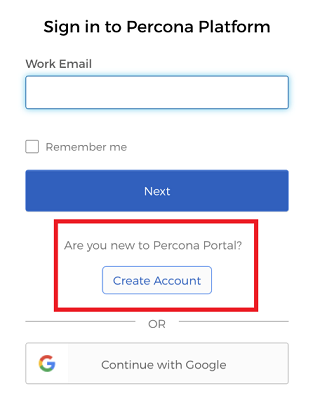 Sign in to Percona Platform
Work Email
Remember me
Next
Are you new to Percona Portal?
Create Account
OR
Continue with Google